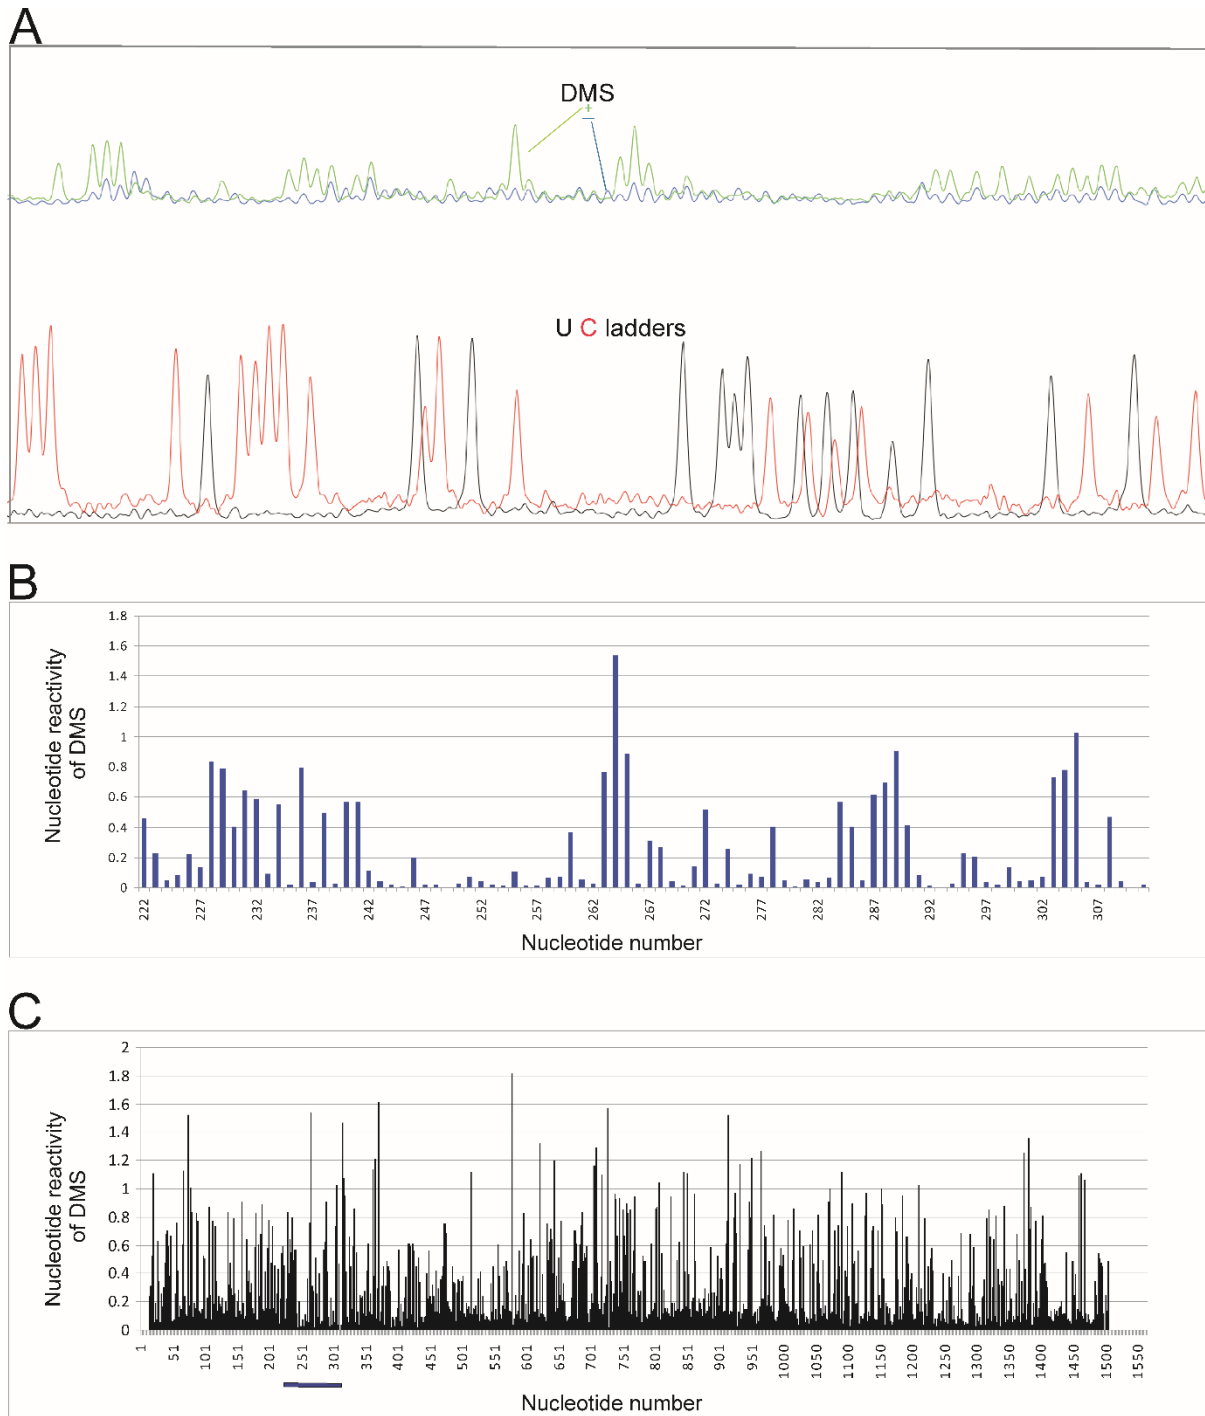 A
DMS
+
–
U C ladders
B
Nucleotide reactivity
of DMS
1.8
1.6
1.4
1.2
1
0.8
0.6
0.4
0.2
0
222 227 232 237 242 247 252 257 262 267 272 277 282 287 292 297 302 307
Nucleotide number
C
Nucleotide reactivity
of DMS
2
1.8
1.6
1.4
1.2
1
0.8
0.6
0.4
0.2
0
1 51 101 151 201 251 301 351 401 451 501 551 601 651 701 751 801 851 901 951 1000 1050 1100 1150 1200 1250 1300 1350 1400 1450 1500 1550
Nucleotide number